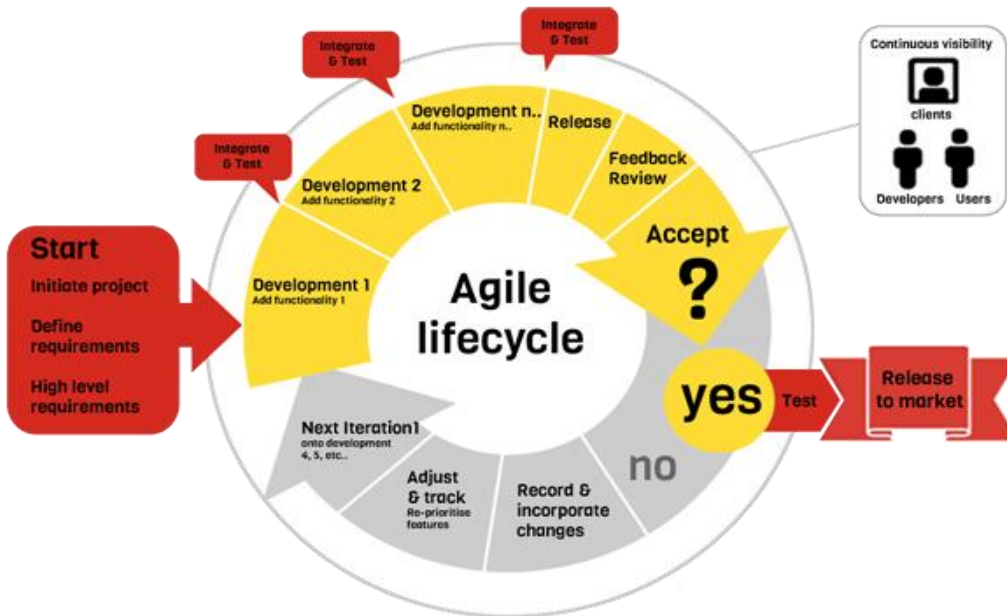 Start
Initiate project
Define
requirements
High level
requirements
Integrate
& Test
Integrate
& Test
Integrate
& Test
Development 1
Add functionality 1
Development 2
Add functionality 2
Development n..
Add functionality n..
Release
Feedback
Review
Accept
?
yes
Test
Release
to market
no
Record &
incorporate
changes
Adjust
& track
Re-prioritise
features
Next Iteration1
onto development
4, 5, etc..
Agile
lifecycle
Continuous visibility
clients
Developers Users